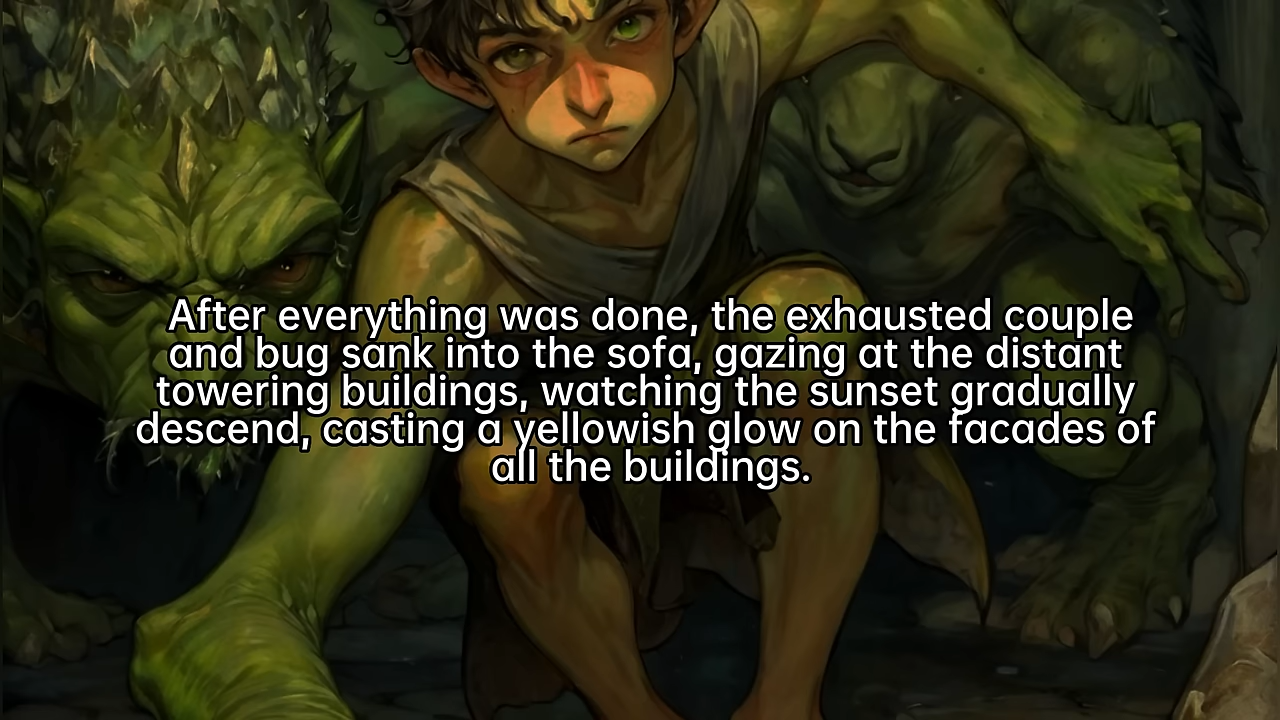 After everything was done, the exhausted couple
and bug sank into the sofa, gazing at the distant
towering buildings, watching the sunset gradually
descend, casting a yellowish glow on the facades of
all the buildings.